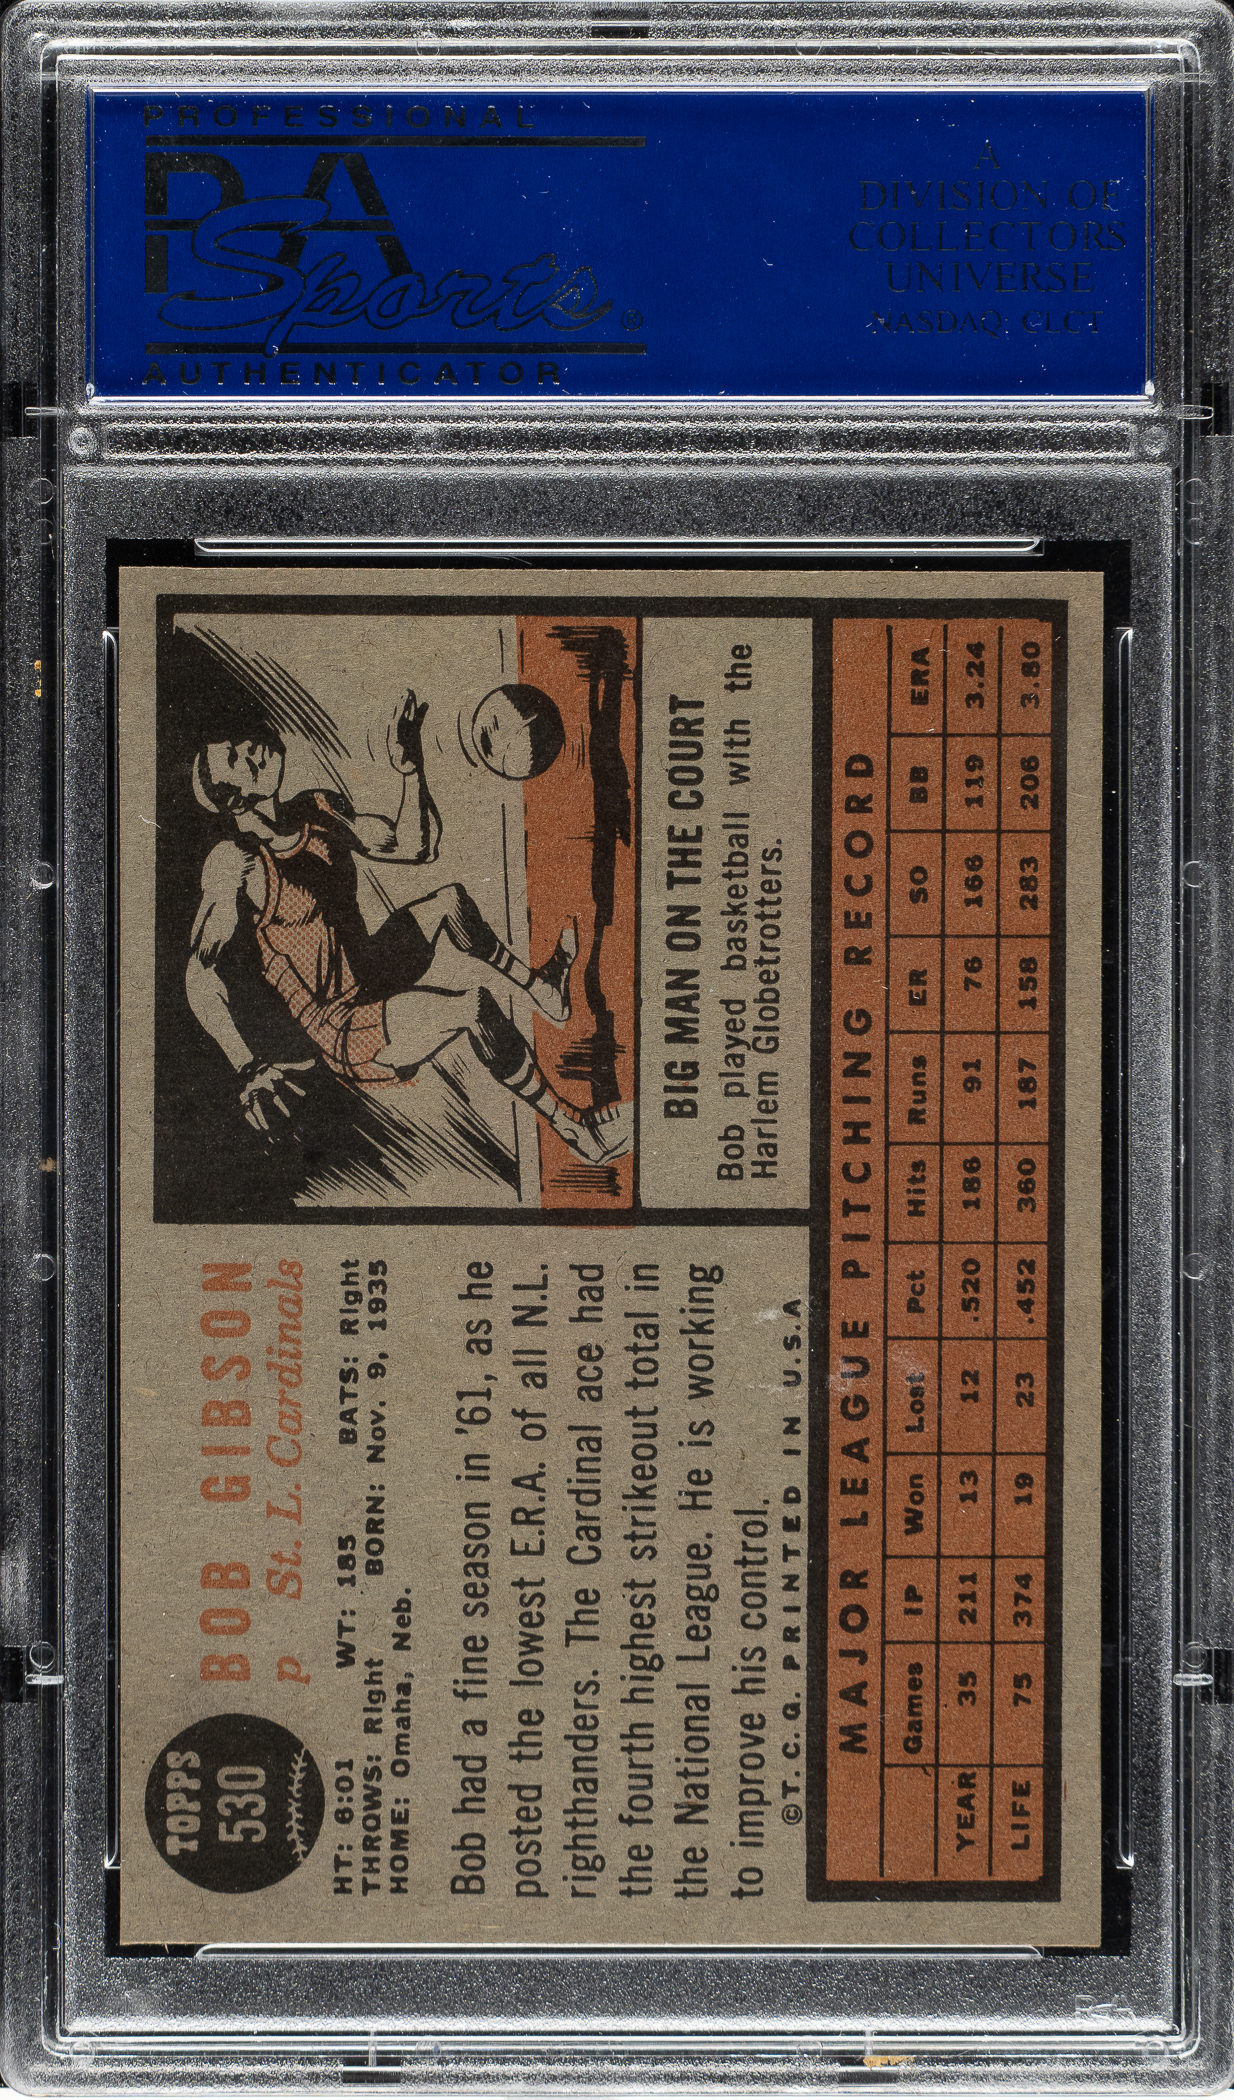 PROFESSIONAL
PSA
Sports®
AUTHENTICATOR
A
DIVISION OF
COLLECTORS
UNIVERSE
NASDAQ: CLCT
TOPPS
530
BOB GIBSON
p St. L. Cardinals
HT: 6:01 WT: 185 BATS: Right
THROWS: Right BORN: Nov. 9, 1935
HOME: Omaha, Neb.
Bob had a fine season in '61, as he
posted the lowest E.R.A. of all N.L.
righthanders. The Cardinal ace had
the fourth highest strikeout total in
the National League. He is working
to improve his control.
©T. C. G. PRINTED IN U.S.A
BIG MAN ON THE COURT
Bob played basketball with the
Harlem Globetrotters.
MAJOR LEAGUE PITCHING RECORD
Games IP Won Lost Pct Hits Runs ER SO BB ERA
YEAR 35 211 13 12 .520 186 91 76 166 119 3.24
LIFE 75 374 19 23 .452 360 187 158 283 206 3.80
PSA